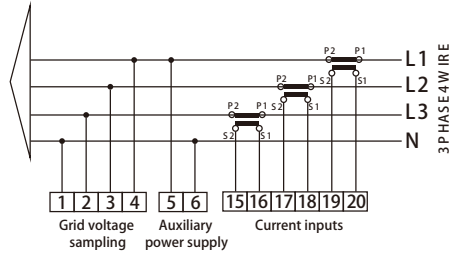 P2 P1
L1
S2 S1
P2 P1
L2
S2 S1
P2 P1
L3
S2 S1
N
3 PHASE 4 WIRE
1 2 3 4 5 6 15 16 17 18 19 20
Grid voltage sampling
Auxiliary power supply
Current inputs